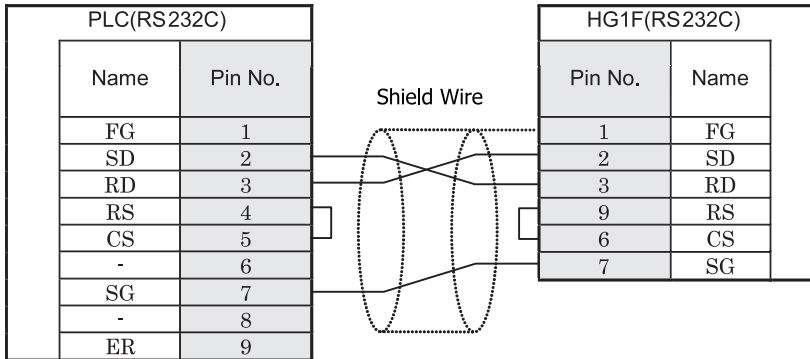 PLC(RS232C)
Name Pin No.
FG 1
SD 2
RD 3
RS 4
CS 5
- 6
SG 7
- 8
ER 9
Shield Wire
HG1F(RS232C)
Pin No. Name
1 FG
2 SD
3 RD
9 RS
6 CS
7 SG